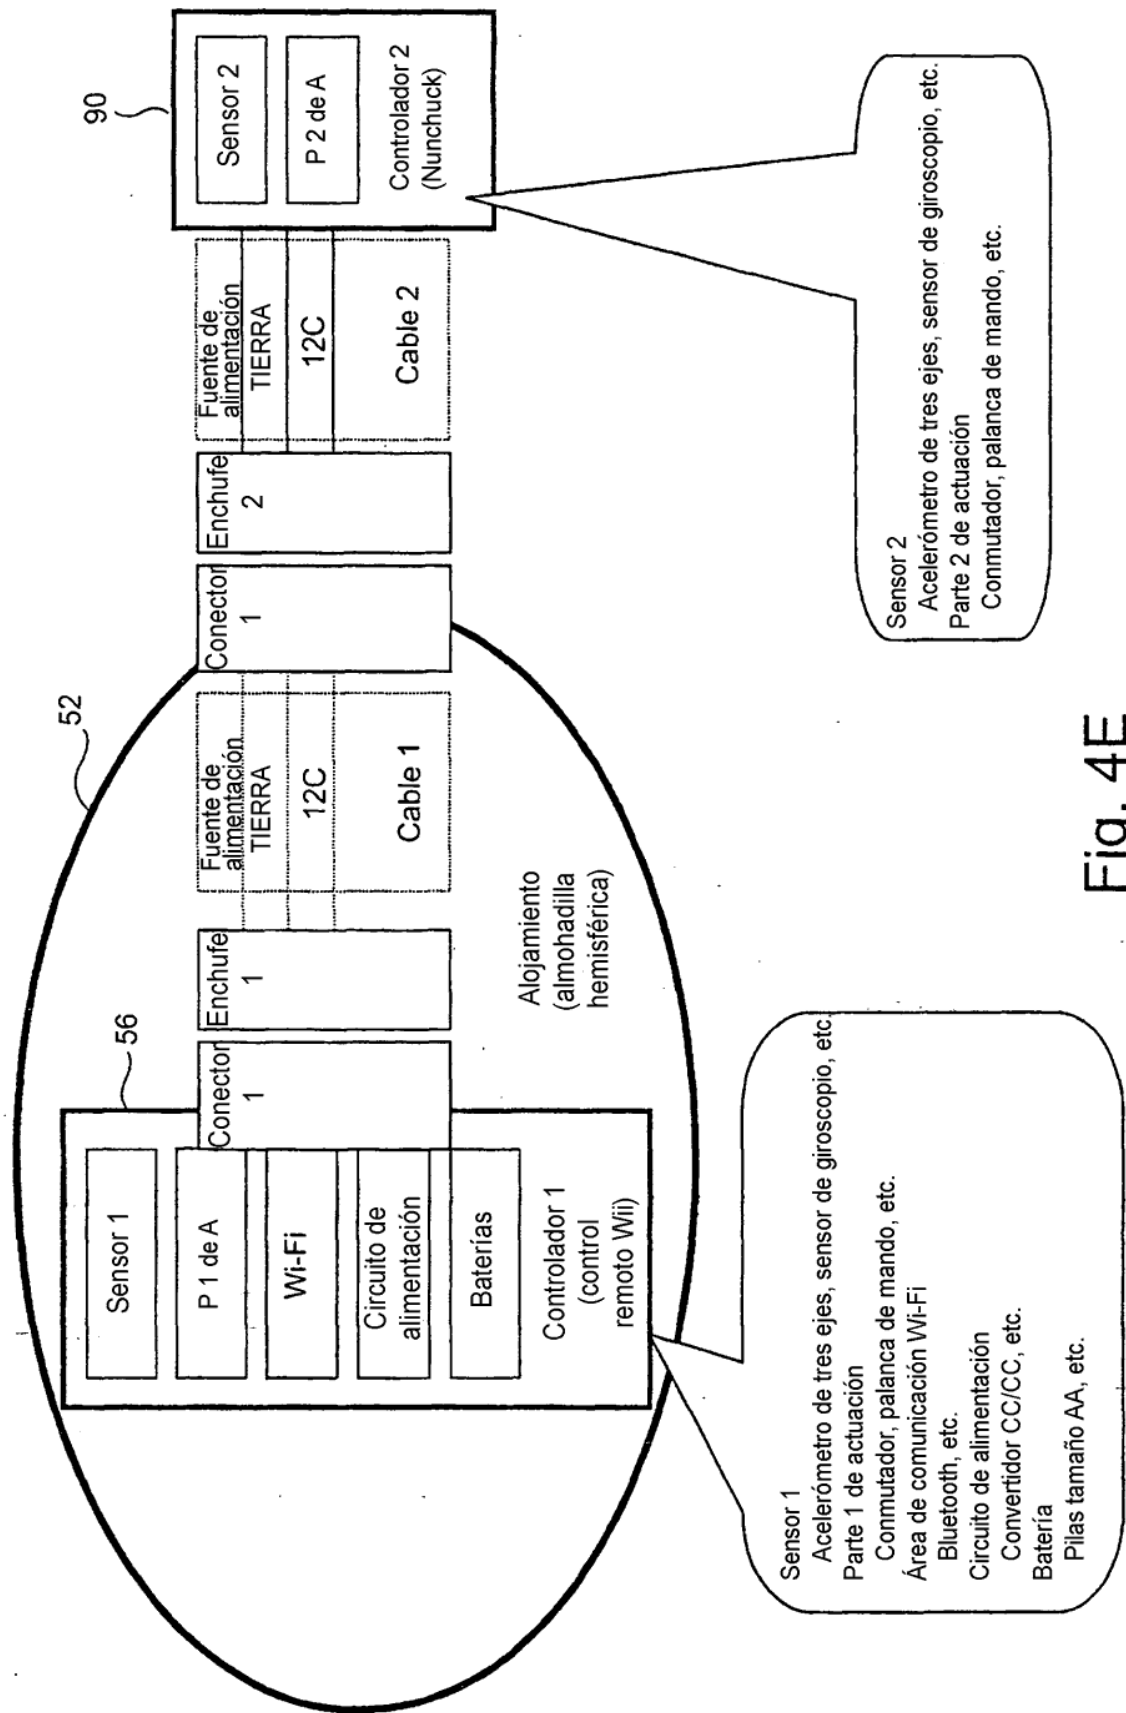 52
56
Sensor 1
P 1 de A
Wi-Fi
Circuito de
alimentación
Baterías
Controlador 1
(control
remoto Wii)
Conector
1
Enchufe
1
Fuente de
alimentación
TIERRA
12C
Cable 1
Alojamiento
(almohadilla
hemisférica)
Conector
1
Enchufe
2
Fuente de
alimentación
TIERRA
12C
Cable 2
90
Sensor 2
P 2 de A
Controlador 2
(Nunchuck)
Sensor 1
Acelerómetro de tres ejes, sensor de giroscopio, etc.
Parte 1 de actuación
Conmutador, palanca de mando, etc.
Área de comunicación Wi-Fi
Bluetooth, etc.
Circuito de alimentación
Convertidor CC/CC, etc.
Batería
Pilas tamaño AA, etc.
Sensor 2
Acelerómetro de tres ejes, sensor de giroscopio, etc.
Parte 2 de actuación
Conmutador, palanca de mando, etc.
Fig. 4E